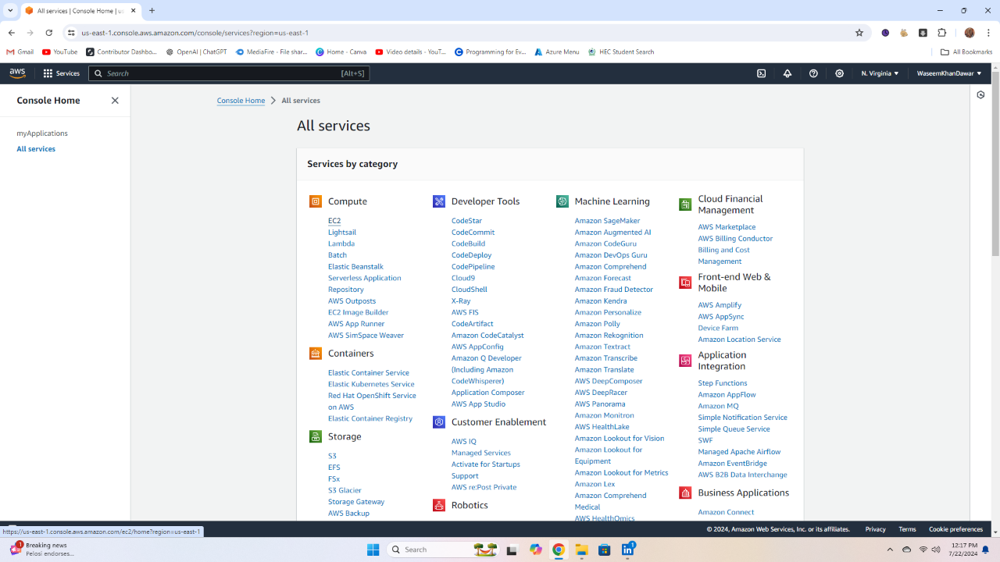 All services | Console Home | us
us-east-1.console.aws.amazon.com/console/services?region=us-east-1
Gmail
YouTube
Contributor Dashbo...
OpenAI | ChatGPT
MediaFire - File shar...
Home - Canva
Video details - YouT...
Programming for Ev...
Azure Menu
HEC Student Search
All Bookmarks
aws
Services
Search
[Alt+S]
N. Virginia
WaseemKhanDawar
Console Home
myApplications
All services
Console Home
All services
All services
Services by category
Compute
EC2
Lightsail
Lambda
Batch
Elastic Beanstalk
Serverless Application
Repository
AWS Outposts
EC2 Image Builder
AWS App Runner
AWS SimSpace Weaver
Containers
Elastic Container Service
Elastic Kubernetes Service
Red Hat OpenShift Service
on AWS
Elastic Container Registry
Storage
S3
EFS
FSx
S3 Glacier
Storage Gateway
AWS Backup
Developer Tools
CodeStar
CodeCommit
CodeBuild
CodeDeploy
CodePipeline
Cloud9
CloudShell
X-Ray
AWS FIS
CodeArtifact
Amazon CodeCatalyst
AWS AppConfig
Amazon Q Developer
(Including Amazon
CodeWhisperer)
Application Composer
AWS App Studio
Customer Enablement
AWS IQ
Managed Services
Activate for Startups
Support
AWS re:Post Private
Robotics
Machine Learning
Amazon SageMaker
Amazon Augmented AI
Amazon CodeGuru
Amazon DevOps Guru
Amazon Comprehend
Amazon Forecast
Amazon Fraud Detector
Amazon Kendra
Amazon Personalize
Amazon Polly
Amazon Rekognition
Amazon Textract
Amazon Transcribe
Amazon Translate
AWS DeepComposer
AWS DeepRacer
AWS Panorama
Amazon Monitron
AWS HealthLake
Amazon Lookout for Vision
Amazon Lookout for
Equipment
Amazon Lookout for Metrics
Amazon Lex
Amazon Comprehend
Medical
AWS HealthOmics
Cloud Financial
Management
AWS Marketplace
AWS Billing Conductor
Billing and Cost
Management
Front-end Web &
Mobile
AWS Amplify
AWS AppSync
Device Farm
Amazon Location Service
Application
Integration
Step Functions
Amazon AppFlow
Amazon MQ
Simple Notification Service
Simple Queue Service
SWF
Managed Apache Airflow
Amazon EventBridge
AWS B2B Data Interchange
Business Applications
Amazon Connect
https://us-east-1.console.aws.amazon.com/ec2/home?region=us-east-1
© 2024, Amazon Web Services, Inc. or its affiliates.
Privacy
Terms
Cookie preferences
1
Breaking news
Pelosi endorses...
Search
1
12:17 PM
7/22/2024